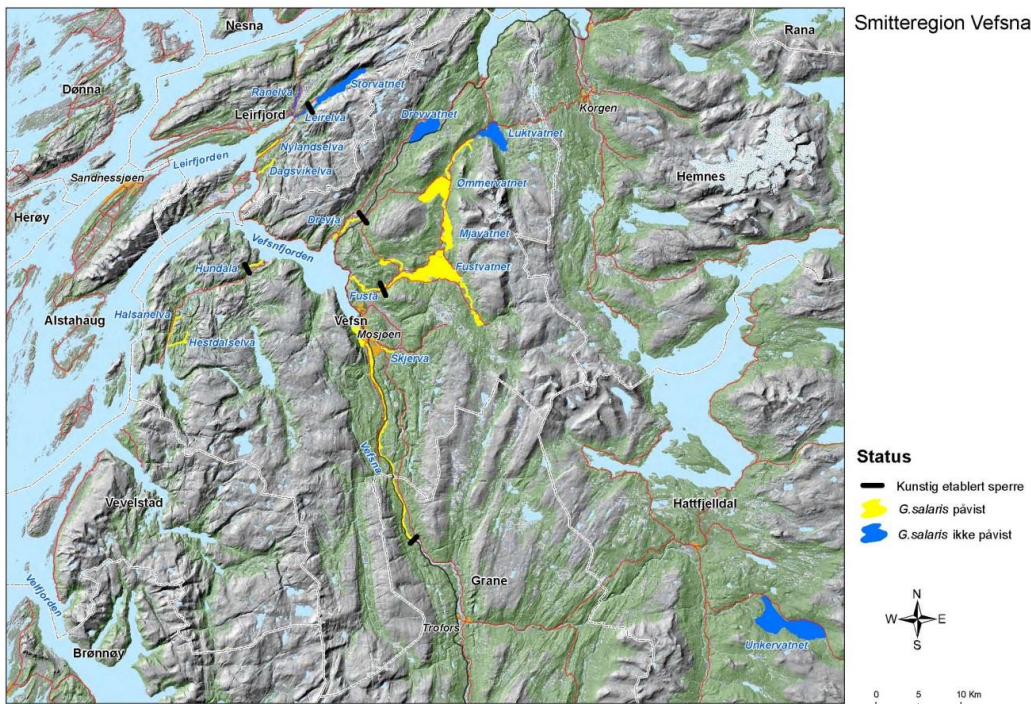 Smitteregion Vefsna
Nesna
Rana
Dønna
Storvatnet
Ranelva
Leirfjord
Leirelva
Drevvatnet
Korgen
Luktvatnet
Nylandselva
Leirfjorden
Dagsvikelva
Sandnessjøen
Hemnes
Ømmervatnet
Herøy
Drevja
Mjavatnet
Vefsnfjorden
Fustvatnet
Hundala
Fusta
Halsanelva
Alstahaug
Vefsn
Mosjøen
Hestdalselva
Skjerva
Vefsna
Vevelstad
Hattfjelldal
Velfjorden
Grane
Trofors
Unkervatnet
Brønnøy
Status
Kunstig etablert sperre
G.salaris påvist
G.salaris ikke påvist
N
W E
S
0 5 10 Km